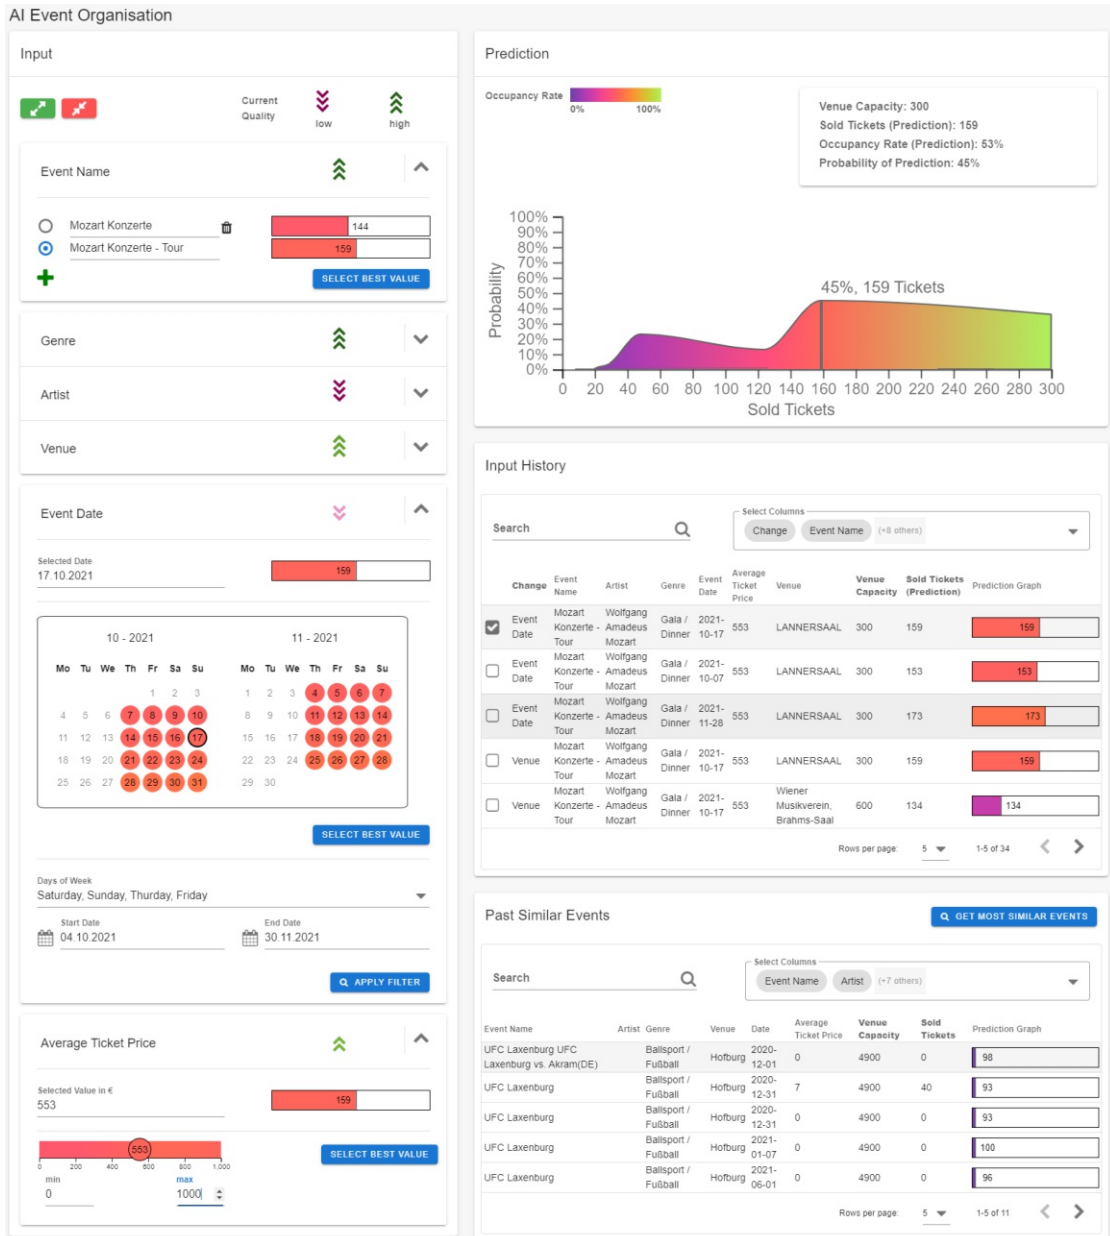 AI Event Organisation
Input
Current
Quality
low
high
Event Name
Mozart Konzerte
144
Mozart Konzerte - Tour
159
SELECT BEST VALUE
Genre
Artist
Venue
Event Date
Selected Date
17.10.2021
159
10 - 2021
11 - 2021
Mo Tu We Th Fr Sa Su Mo Tu We Th Fr Sa Su
1 2 3 1 2 3 4 5 6 7
4 5 6 7 8 9 10 8 9 10 11 12 13 14
11 12 13 14 15 16 17 15 16 17 18 19 20 21
18 19 20 21 22 23 24 22 23 24 25 26 27 28
25 26 27 28 29 30 31 29 30
SELECT BEST VALUE
Days of Week
Saturday, Sunday, Thurday, Friday
Start Date End Date
04.10.2021 30.11.2021
APPLY FILTER
Average Ticket Price
Selected Value in €
553
159
553
0 200 400 600 800 1,000
SELECT BEST VALUE
min max
0 1000
Prediction
Occupancy Rate
0% 100%
Venue Capacity: 300
Sold Tickets (Prediction): 159
Occupancy Rate (Prediction): 53%
Probability of Prediction: 45%
Probability
100%
90%
80%
70%
60%
50%
40%
30%
20%
10%
0%
45%, 159 Tickets
0 20 40 60 80 100 120 140 160 180 200 220 240 260 280 300
Sold Tickets
Input History
Search
Select Columns
Change Event Name (+8 others)
Change Event Name Artist Genre Event Date Average Ticket Price Venue Venue Capacity Sold Tickets (Prediction) Prediction Graph
Event Date Mozart Konzerte - Tour Wolfgang Amadeus Mozart Gala / Dinner 2021-10-17 553 LANNERSAAL 300 159 159
Event Date Mozart Konzerte - Tour Wolfgang Amadeus Mozart Gala / Dinner 2021-10-07 553 LANNERSAAL 300 153 153
Event Date Mozart Konzerte - Tour Wolfgang Amadeus Mozart Gala / Dinner 2021-11-28 553 LANNERSAAL 300 173 173
Venue Mozart Konzerte - Tour Wolfgang Amadeus Mozart Gala / Dinner 2021-10-17 553 LANNERSAAL 300 159 159
Venue Mozart Konzerte - Tour Wolfgang Amadeus Mozart Gala / Dinner 2021-10-17 553 Wiener Musikverein, Brahms-Saal 600 134 134
Rows per page: 5 1-5 of 34
Past Similar Events
GET MOST SIMILAR EVENTS
Search
Select Columns
Event Name Artist (+7 others)
Event Name Artist Genre Venue Date Average Ticket Price Venue Capacity Sold Tickets Prediction Graph
UFC Laxenburg UFC Laxenburg vs. Akram(DE) Ballsport / Fußball Hofburg 2020-12-01 0 4900 0 98
UFC Laxenburg Ballsport / Fußball Hofburg 2020-12-31 7 4900 40 93
UFC Laxenburg Ballsport / Fußball Hofburg 2020-12-31 0 4900 0 93
UFC Laxenburg Ballsport / Fußball Hofburg 2021-01-07 0 4900 0 100
UFC Laxenburg Ballsport / Fußball Hofburg 2021-06-01 0 4900 0 96
Rows per page: 5 1-5 of 11